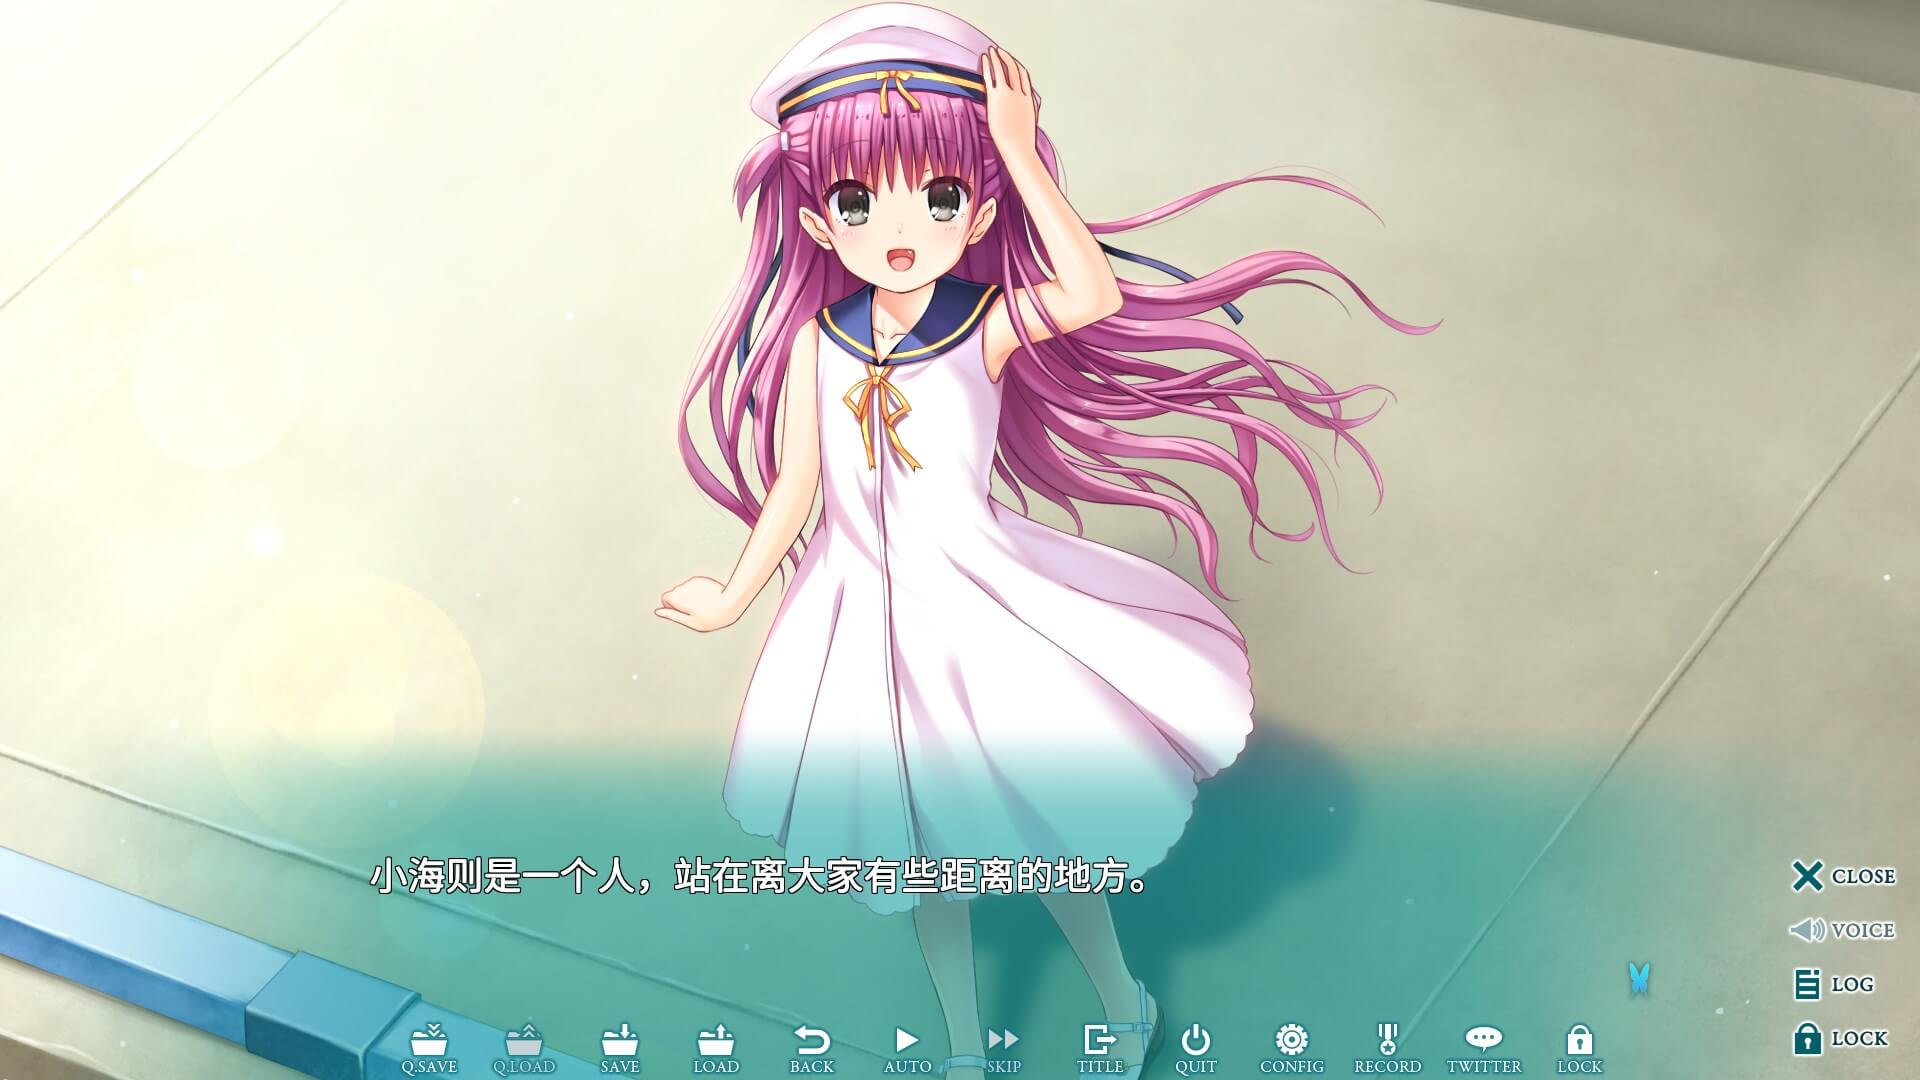 小海则是一个人，站在离大家有些距离的地方。
CLOSE
VOICE
LOG
LOCK
Q.SAVE
Q.LOAD
SAVE
LOAD
BACK
AUTO
SKIP
TITLE
QUIT
CONFIG
RECORD
TWITTER
LOCK